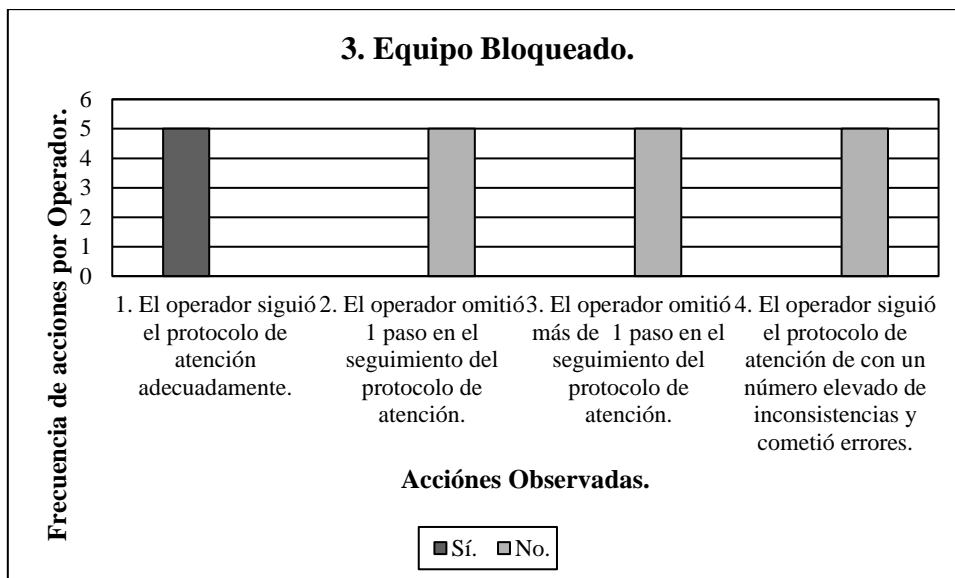 3. Equipo Bloqueado.
Frecuencia de acciones por Operador.
6
5
4
3
2
1
0
1. El operador siguió
el protocolo de
atención
adecuadamente.
2. El operador omitió
1 paso en el
seguimiento del
protocolo de
atención.
3. El operador omitió
más de 1 paso en el
seguimiento del
protocolo de
atención.
4. El operador siguió
el protocolo de
atención de con un
número elevado de
inconsistencias y
cometió errores.
Acciónes Observadas.
Sí. No.